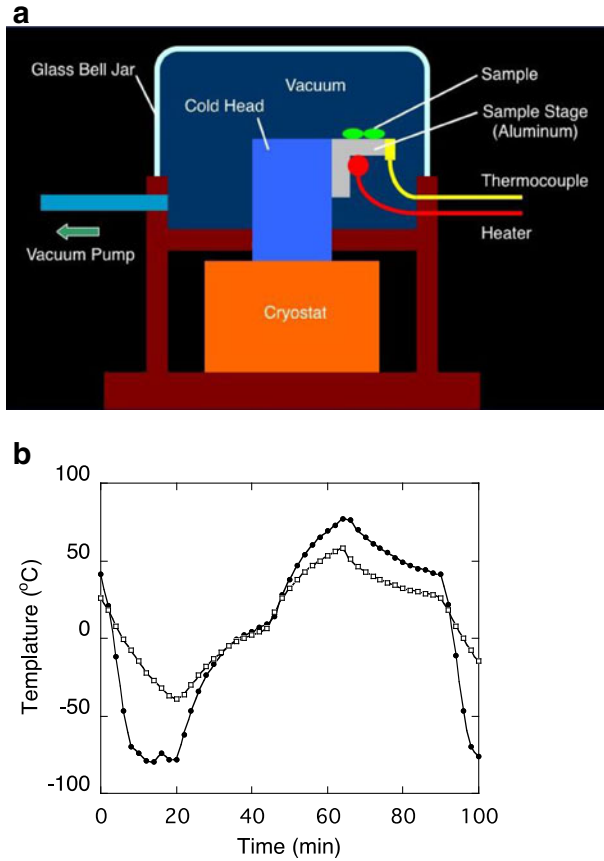 a
Glass Bell Jar
Vacuum
Cold Head
Sample
Sample Stage
(Aluminum)
Thermocouple
Heater
Vacuum Pump
Cryostat
b
Templature (°C)
100
50
0
-50
-100
0
20
40
60
80
100
Time (min)